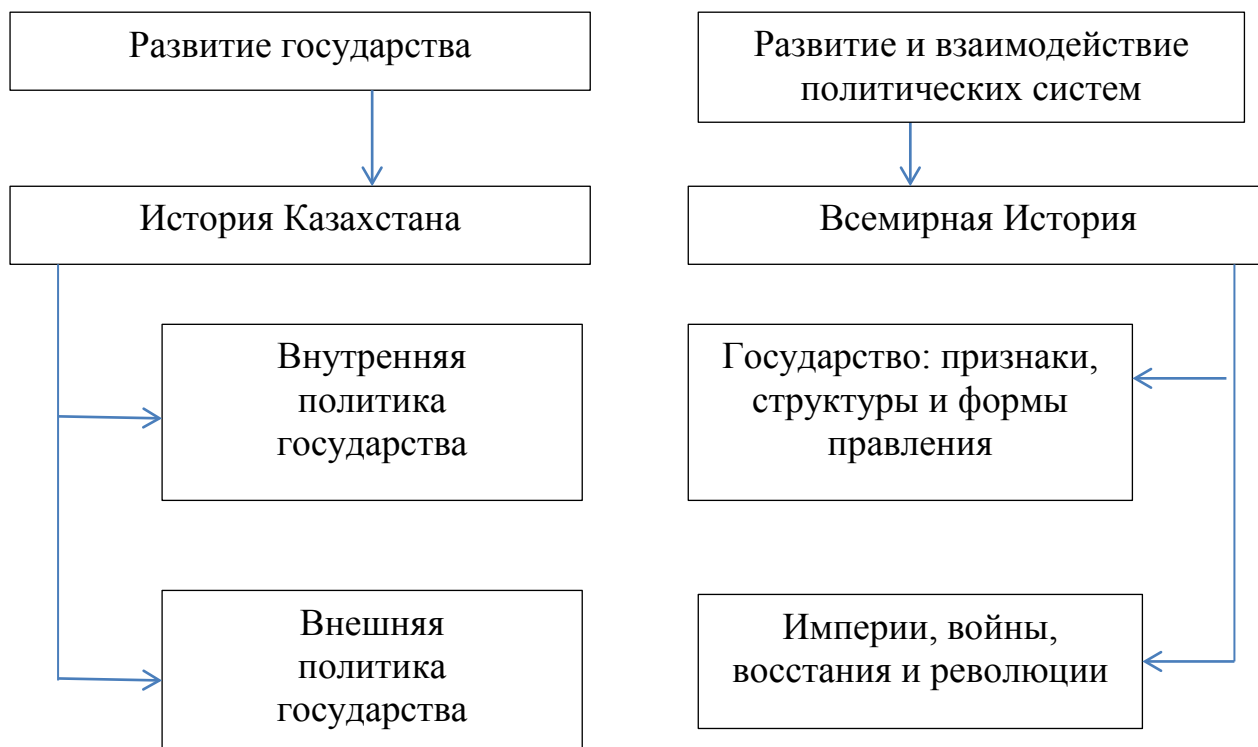 Развитие государства
Развитие и взаимодействие
политических систем
История Казахстана
Всемирная История
Внутренняя
политика
государства
Государство: признаки,
структуры и формы
правления
Внешняя
политика
государства
Империи, войны,
восстания и революции